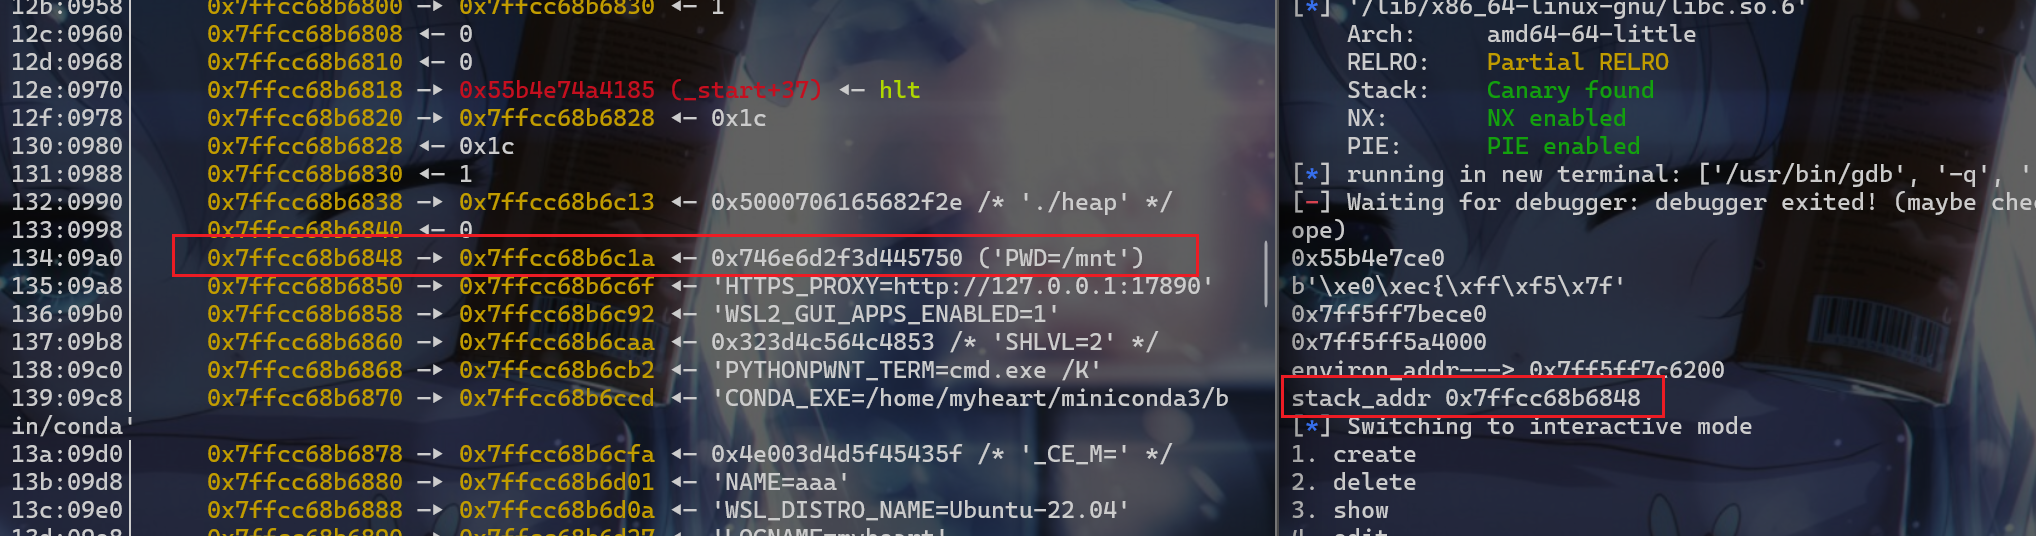 12b:0958│ 0x7ffcc68b6800 —▸ 0x7ffcc68b6830 ◂— 1
12c:0960│ 0x7ffcc68b6808 ◂— 0
12d:0968│ 0x7ffcc68b6810 ◂— 0
12e:0970│ 0x7ffcc68b6818 —▸ 0x55b4e74a4185 (_start+37) ◂— hlt
12f:0978│ 0x7ffcc68b6820 —▸ 0x7ffcc68b6828 ◂— 0x1c
130:0980│ 0x7ffcc68b6828 ◂— 0x1c
131:0988│ 0x7ffcc68b6830 ◂— 1
132:0990│ 0x7ffcc68b6838 —▸ 0x7ffcc68b6c13 ◂— 0x5000706165682f2e /* './heap' */
133:0998│ 0x7ffcc68b6840 ◂— 0
134:09a0│ 0x7ffcc68b6848 —▸ 0x7ffcc68b6c1a ◂— 0x746e6d2f3d445750 ('PWD=/mnt')
135:09a8│ 0x7ffcc68b6850 —▸ 0x7ffcc68b6c6f ◂— 'HTTPS_PROXY=http://127.0.0.1:17890'
136:09b0│ 0x7ffcc68b6858 —▸ 0x7ffcc68b6c92 ◂— 'WSL2_GUI_APPS_ENABLED=1'
137:09b8│ 0x7ffcc68b6860 —▸ 0x7ffcc68b6caa ◂— 0x323d4c564c4853 /* 'SHLVL=2' */
138:09c0│ 0x7ffcc68b6868 —▸ 0x7ffcc68b6cb2 ◂— 'PYTHONPWNT_TERM=cmd.exe /K'
139:09c8│ 0x7ffcc68b6870 —▸ 0x7ffcc68b6ccd ◂— 'CONDA_EXE=/home/myheart/miniconda3/b
in/conda'
13a:09d0│ 0x7ffcc68b6878 —▸ 0x7ffcc68b6cfa ◂— 0x4e003d4d5f45435f /* '_CE_M=' */
13b:09d8│ 0x7ffcc68b6880 —▸ 0x7ffcc68b6d01 ◂— 'NAME=aaa'
13c:09e0│ 0x7ffcc68b6888 —▸ 0x7ffcc68b6d0a ◂— 'WSL_DISTRO_NAME=Ubuntu-22.04'
[*] '/lib/x86_64-linux-gnu/libc.so.6'
Arch: amd64-64-little
RELRO: Partial RELRO
Stack: Canary found
NX: NX enabled
PIE: PIE enabled
[*] running in new terminal: ['/usr/bin/gdb', '-q', '
[-] Waiting for debugger: debugger exited! (maybe chec
ope)
0x55b4e7ce0
b'\xe0\xec{\xff\xf5\x7f'
0x7ff5ff7bece0
0x7ff5ff5a4000
environ_addr---> 0x7ff5ff7c6200
stack_addr 0x7ffcc68b6848
[*] Switching to interactive mode
1. create
2. delete
3. show